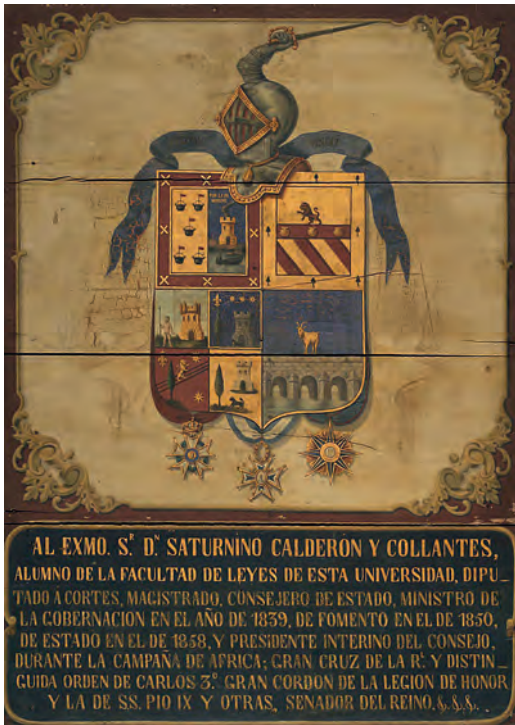 AL EXMO. S.R D.N SATURNINO CALDERÓN Y COLLANTES,
ALUMNO DE LA FACULTAD DE LEYES DE ESTA UNIVERSIDAD, DIPU_
TADO A CORTES, MAGISTRADO, CONSEJERO DE ESTADO, MINISTRO DE
LA GOBERNACION EN EL AÑO DE 1839, DE FOMENTO EN EL DE 1850,
DE ESTADO EN EL DE 1858, Y PRESIDENTE INTERINO DEL CONSEJO,
DURANTE LA CAMPAÑA DE AFRICA; GRAN CRUZ DE LA R.L Y DISTIN_
GUIDA ORDEN DE CARLOS 3.º GRAN CORDON DE LA LEGION DE HONOR
Y LA DE SS. PIO IX Y OTRAS, SENADOR DEL REINO. &. &. &.